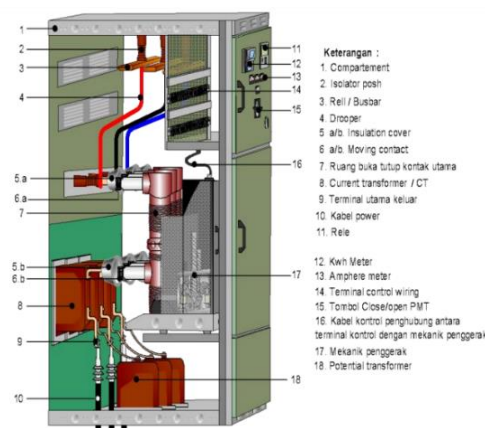 1
2
3
4
5.a
6.a
7
5.b
6.b
8
9
10
11
12
13
14
15
16
17
18
Keterangan :
1. Compartement
2. Isolator posh
3. Rell / Busbar
4. Drooper
5 a/b. Insulation cover
6 a/b. Moving contact
7. Ruang buka tutup kontak utama
8. Current transformer / CT
9. Terminal utama keluar
10. Kabel power
11. Rele
12. Kwh Meter
13. Amphere meter
14. Terminal control wiring
15. Tombol Close/open PMT
16. Kabel kontrol penghubung antara
terminal kontrol dengan mekanik penggerak
17. Mekanik penggerak
18. Potential transformer